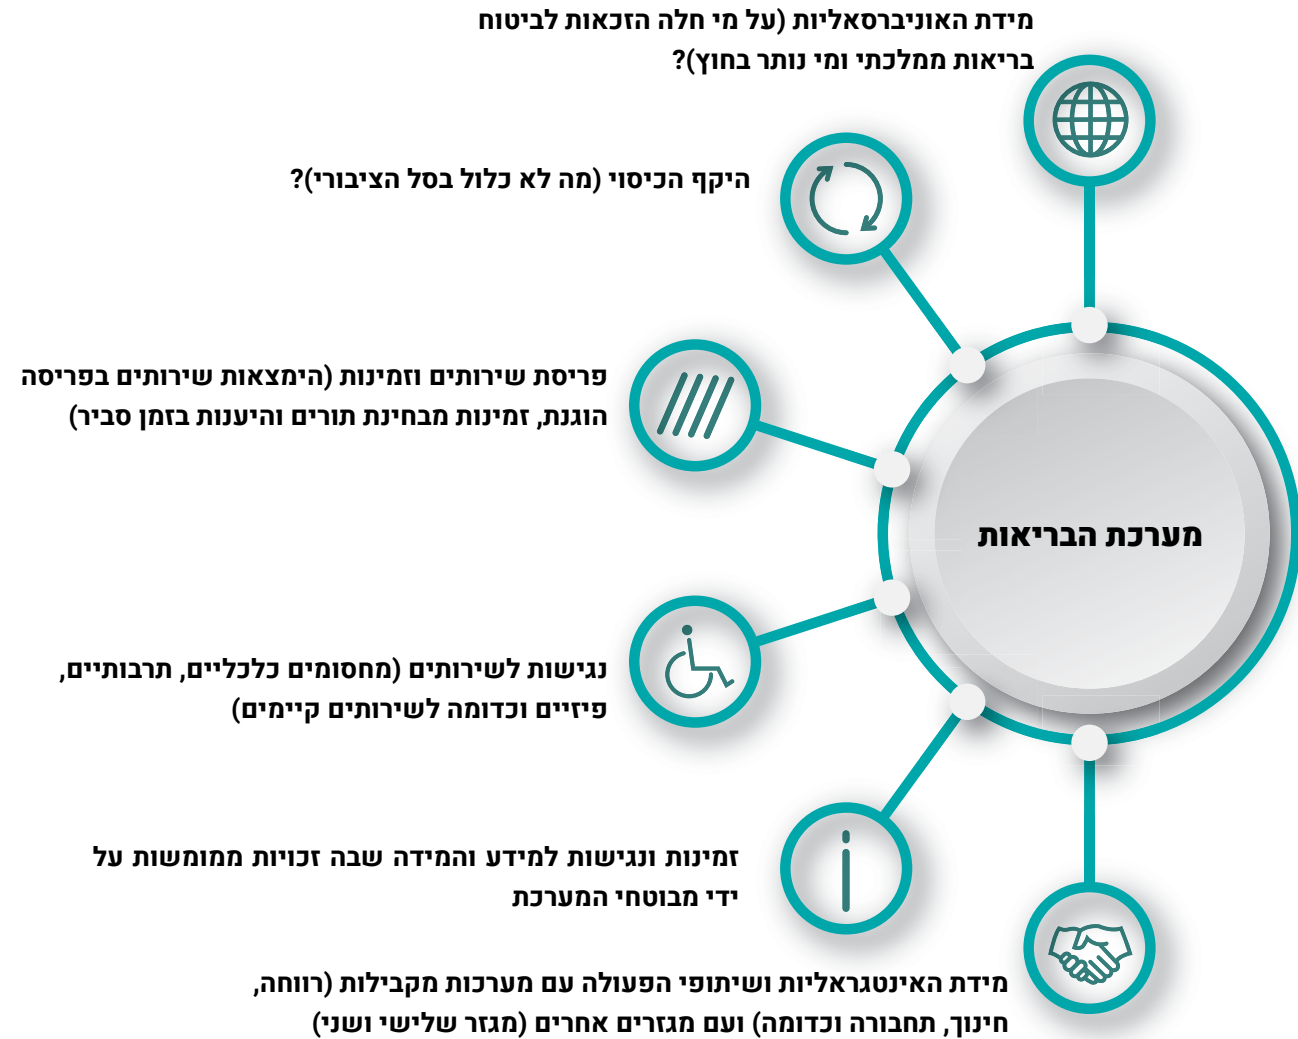 מידת האוניברסאליות (על מי חלה הזכאות לביטוח
בריאות ממלכתי ומי נותר בחוץ)?
היקף הכיסוי (מה לא כלול בסל הציבורי)?
פריסת שירותים וזמינות (הימצאות שירותים בפריסה
הוגנת, זמינות מבחינת תורים והיענות בזמן סביר)
מערכת הבריאות
נגישות לשירותים (מחסומים כלכליים, תרבותיים,
פיזיים וכדומה לשירותים קיימים)
זמינות ונגישות למידע והמידה שבה זכויות ממומשות על
ידי מבוטחי המערכת
מידת האינטגראליות ושיתופי הפעולה עם מערכות מקבילות (רווחה,
חינוך, תחבורה וכדומה) ועם מגזרים אחרים (מגזר שלישי ושני)